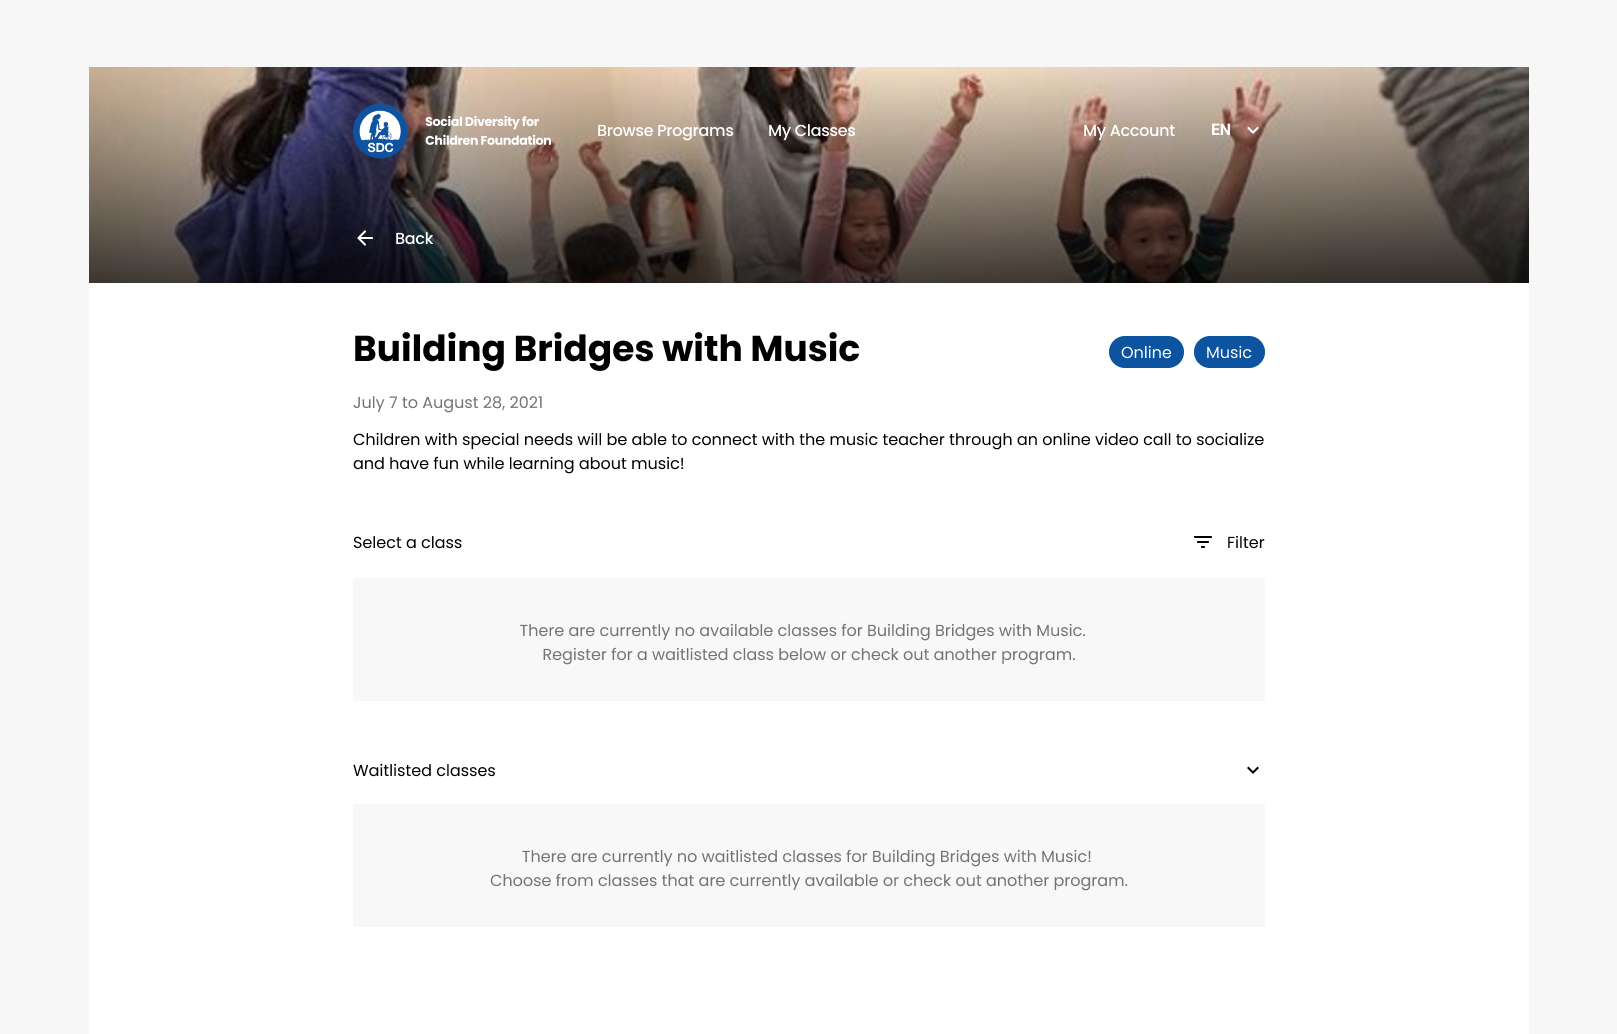 Social Diversity for
Children Foundation
SDC
Browse Programs
My Classes
My Account
EN
Back
Building Bridges with Music
Online
Music
July 7 to August 28, 2021
Children with special needs will be able to connect with the music teacher through an online video call to socialize
and have fun while learning about music!
Select a class
Filter
There are currently no available classes for Building Bridges with Music.
Register for a waitlisted class below or check out another program.
Waitlisted classes
There are currently no waitlisted classes for Building Bridges with Music!
Choose from classes that are currently available or check out another program.